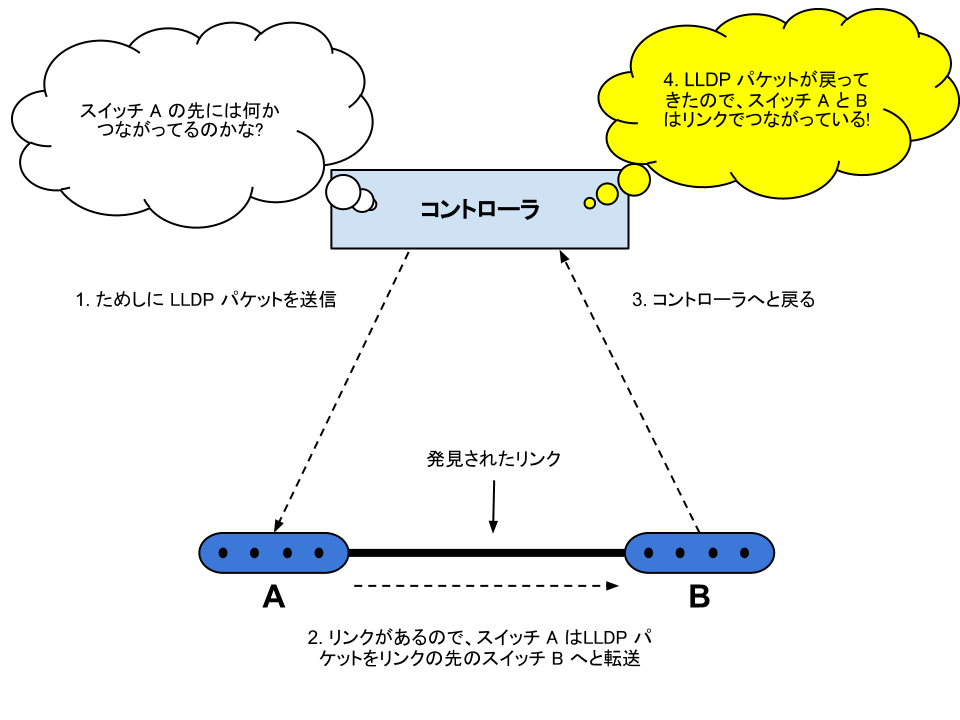 スイッチ A の先には何か
つながってるのかな?
4. LLDP パケットが戻って
きたので、スイッチ A と B
はリンクでつながっている!
コントローラ
1. ためしに LLDP パケットを送信
3. コントローラへと戻る
発見されたリンク
A
B
2. リンクがあるので、スイッチ A はLLDP パ
ケットをリンクの先のスイッチ B へと転送